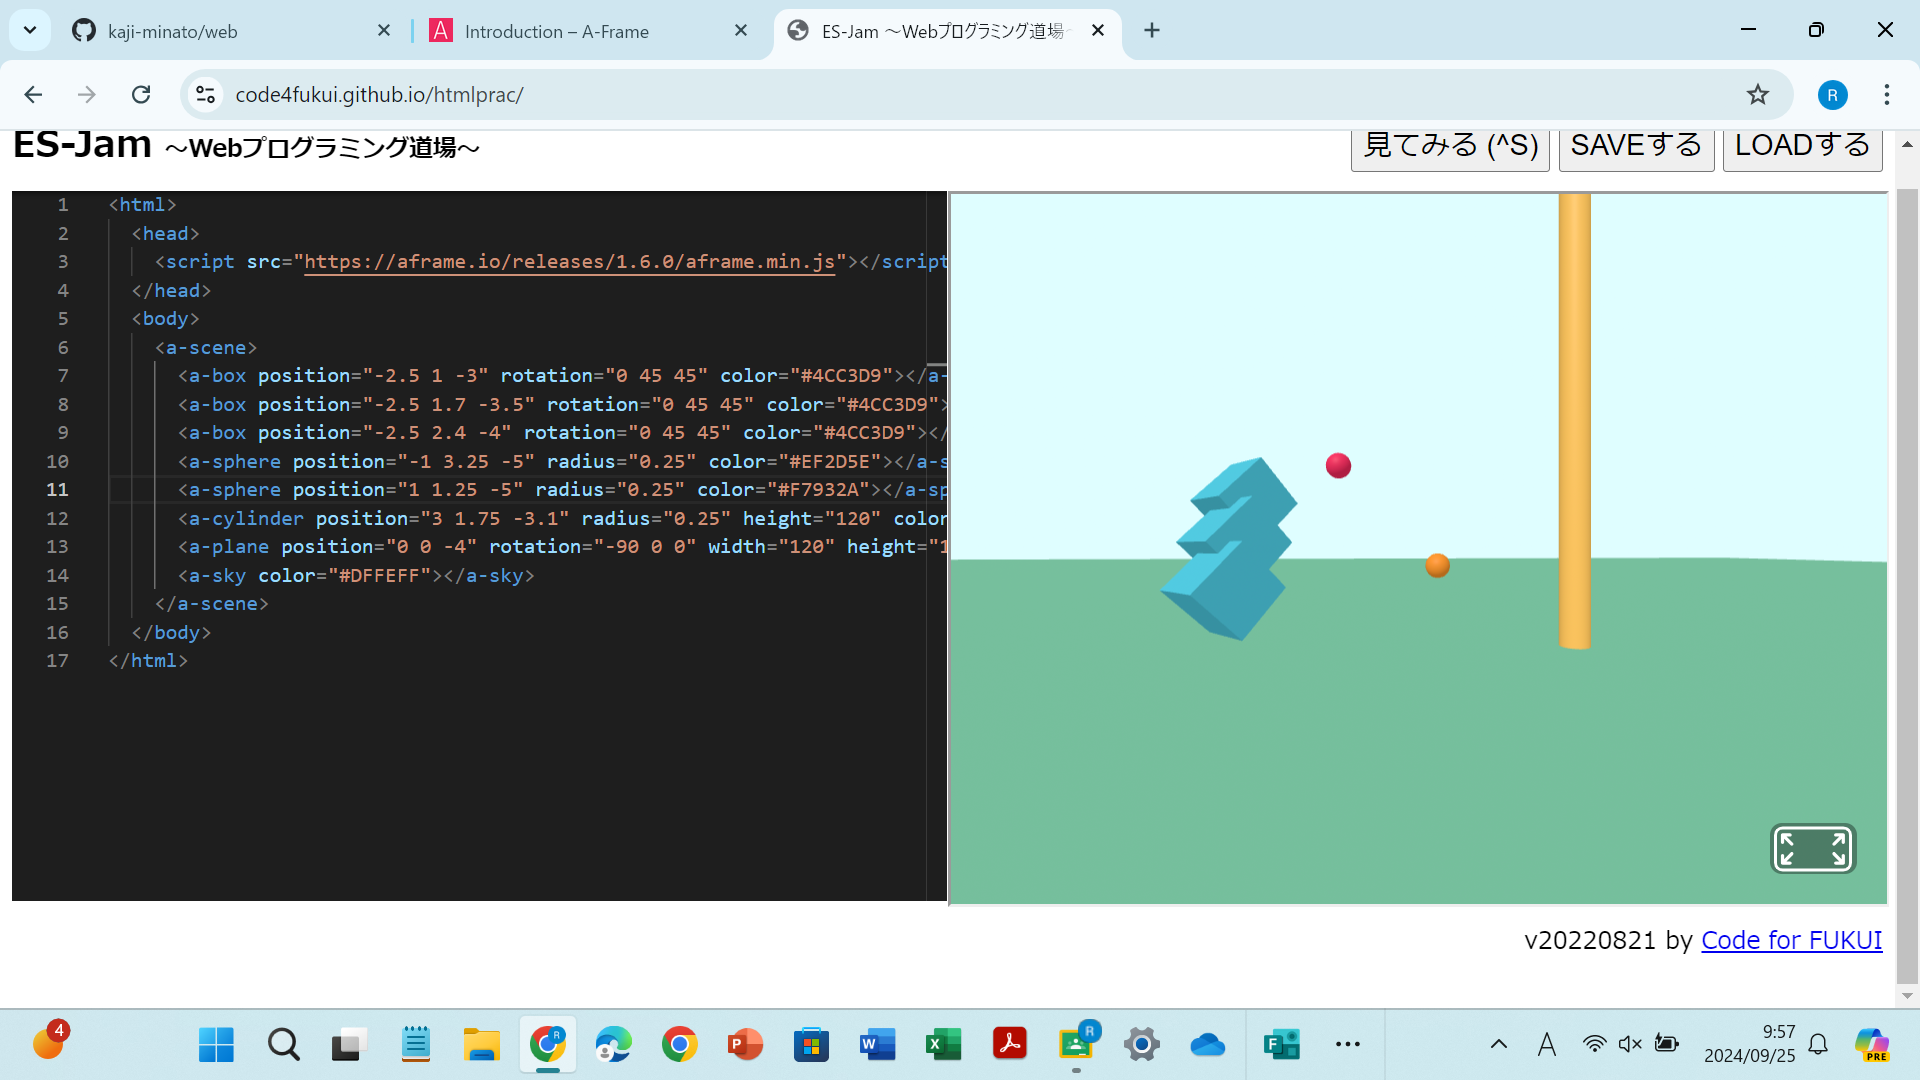 kaji-minato/web
A Introduction – A-Frame
ES-Jam ～Webプログラミング道場～
code4fukui.github.io/htmlprac/
R
ES-Jam ～Webプログラミング道場～
見てみる (^S)
SAVEする
LOADする
1 <html>
2 <head>
3 <script src="https://aframe.io/releases/1.6.0/aframe.min.js"></script
4 </head>
5 <body>
6 <a-scene>
7 <a-box position="-2.5 1 -3" rotation="0 45 45" color="#4CC3D9"></a-
8 <a-box position="-2.5 1.7 -3.5" rotation="0 45 45" color="#4CC3D9">
9 <a-box position="-2.5 2.4 -4" rotation="0 45 45" color="#4CC3D9"></
10 <a-sphere position="-1 3.25 -5" radius="0.25" color="#EF2D5E"></a-s
11 <a-sphere position="1 1.25 -5" radius="0.25" color="#F7932A"></a-sp
12 <a-cylinder position="3 1.75 -3.1" radius="0.25" height="120" color
13 <a-plane position="0 0 -4" rotation="-90 0 0" width="120" height="1
14 <a-sky color="#DFFEFF"></a-sky>
15 </a-scene>
16 </body>
17 </html>
v20220821 by Code for FUKUI
4
R
P
W
X
R
F
A
9:57
2024/09/25
PRE